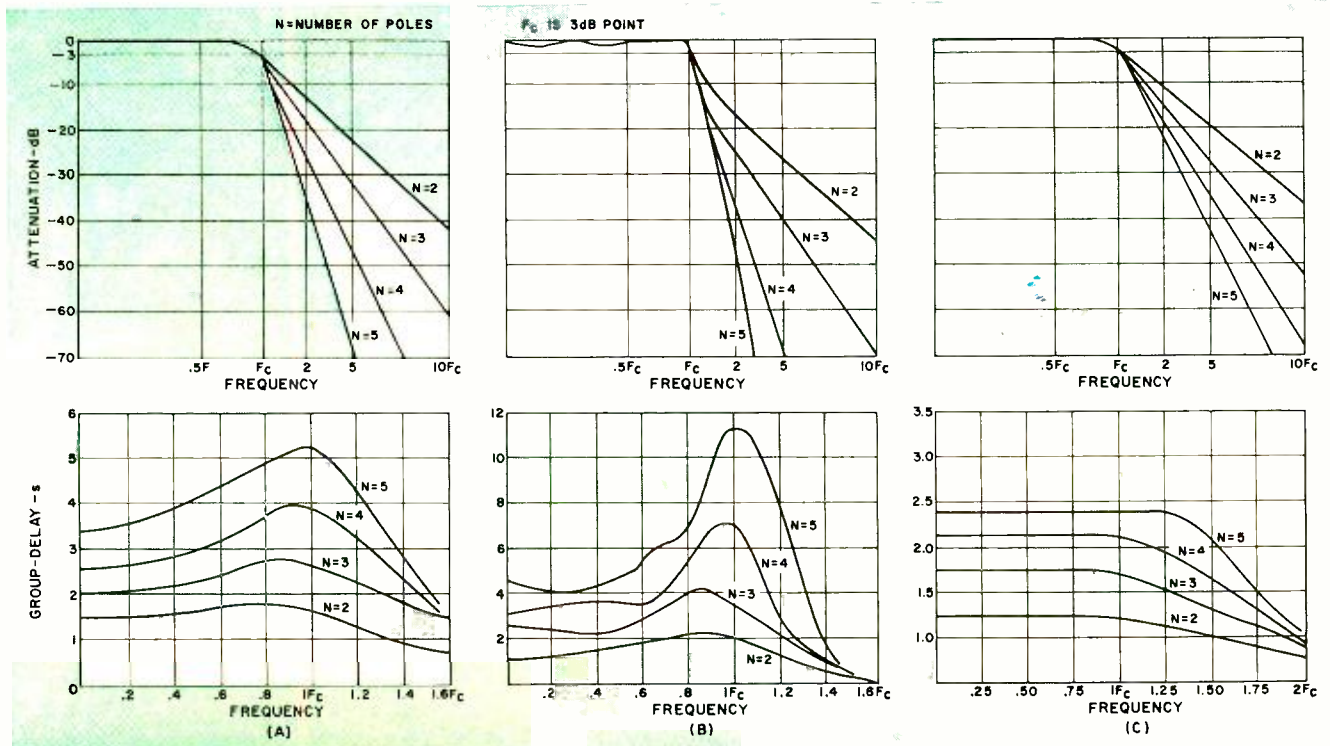 N=NUMBER OF POLES
Fc IS 3dB POINT
ATTENUATION-dB
0
-3
-10
-20
-30
-40
-50
-60
-70
N=2
N=3
N=4
N=5
.5F Fc 2 5 10Fc
FREQUENCY
N=2
N=3
N=4
N=5
.5Fc Fc 2 5 10Fc
FREQUENCY
N=2
N=3
N=4
N=5
.5Fc Fc 2 5 10Fc
FREQUENCY
GROUP-DELAY-s
6
5
4
3
2
1
0
N=5
N=4
N=3
N=2
.2 .4 .6 .8 1Fc 1.2 1.4 1.6Fc
FREQUENCY
(A)
12
10
8
6
4
2
N=5
N=4
N=3
N=2
.2 .4 .6 .8 1Fc 1.2 1.4 1.6Fc
FREQUENCY
(B)
3.5
3.0
2.5
2.0
1.5
1.0
N=5
N=4
N=3
N=2
.25 .50 .75 1Fc 1.25 1.50 1.75 2Fc
FREQUENCY
(C)